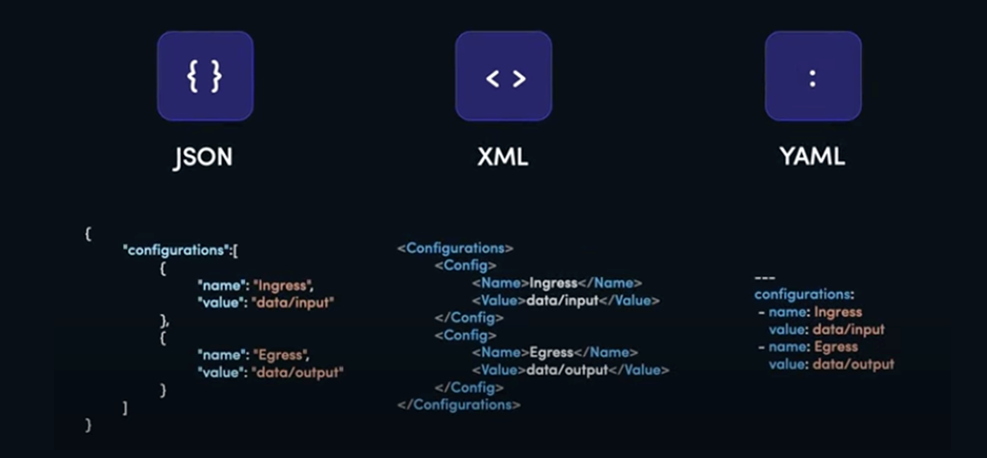 { }
< >
:
JSON
XML
YAML
{
"configurations":[
{
"name": "Ingress",
"value": "data/input"
},
{
"name": "Egress",
"value": "data/output"
}
]
}
<Configurations>
<Config>
<Name>Ingress</Name>
<Value>data/input</Value>
</Config>
<Config>
<Name>Egress</Name>
<Value>data/output</Value>
</Config>
</Configurations>
---
configurations:
- name: Ingress
value: data/input
- name: Egress
value: data/output